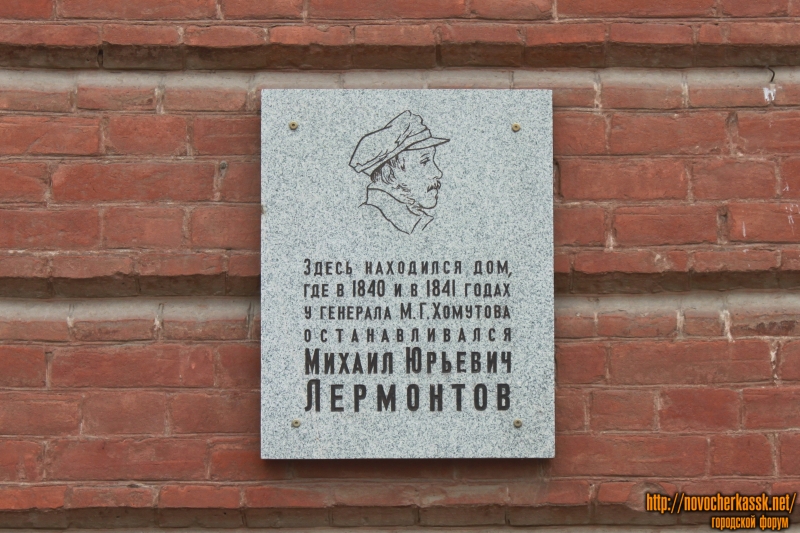 Здесь находился дом,
где в 1840 и в 1841 годах
у генерала М.Г.Хомутова
останавливался
Михаил Юрьевич
Лермонтов
http://novocherkassk.net/
городской форум